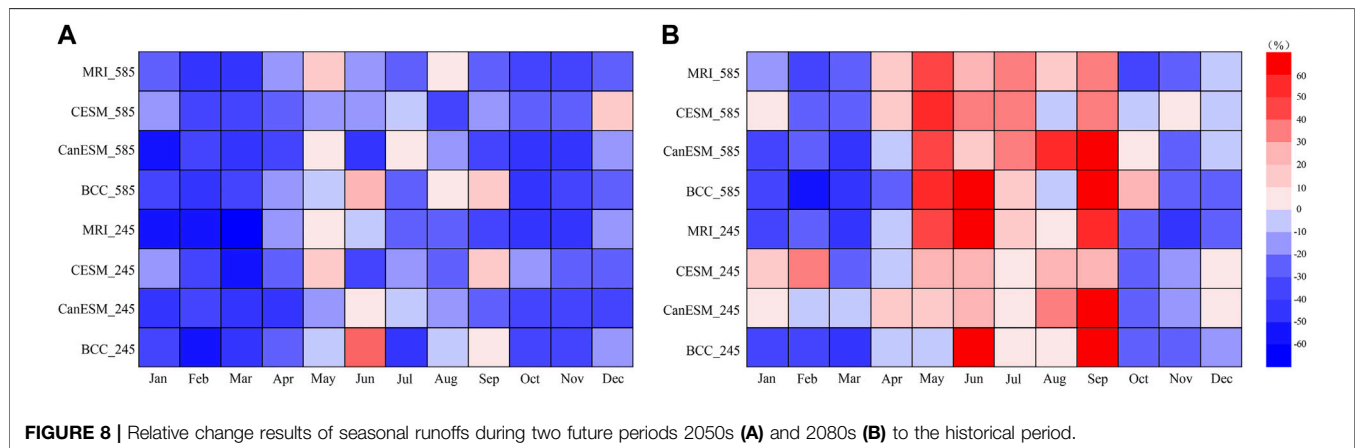 A
B
(%)
MRI_585
CESM_585
CanESM_585
BCC_585
MRI_245
CESM_245
CanESM_245
BCC_245
Jan Feb Mar Apr May Jun Jul Aug Sep Oct Nov Dec
MRI_585
CESM_585
CanESM_585
BCC_585
MRI_245
CESM_245
CanESM_245
BCC_245
Jan Feb Mar Apr May Jun Jul Aug Sep Oct Nov Dec
60
50
40
30
20
10
0
-10
-20
-30
-40
-50
-60
FIGURE 8 | Relative change results of seasonal runoffs during two future periods 2050s (A) and 2080s (B) to the historical period.